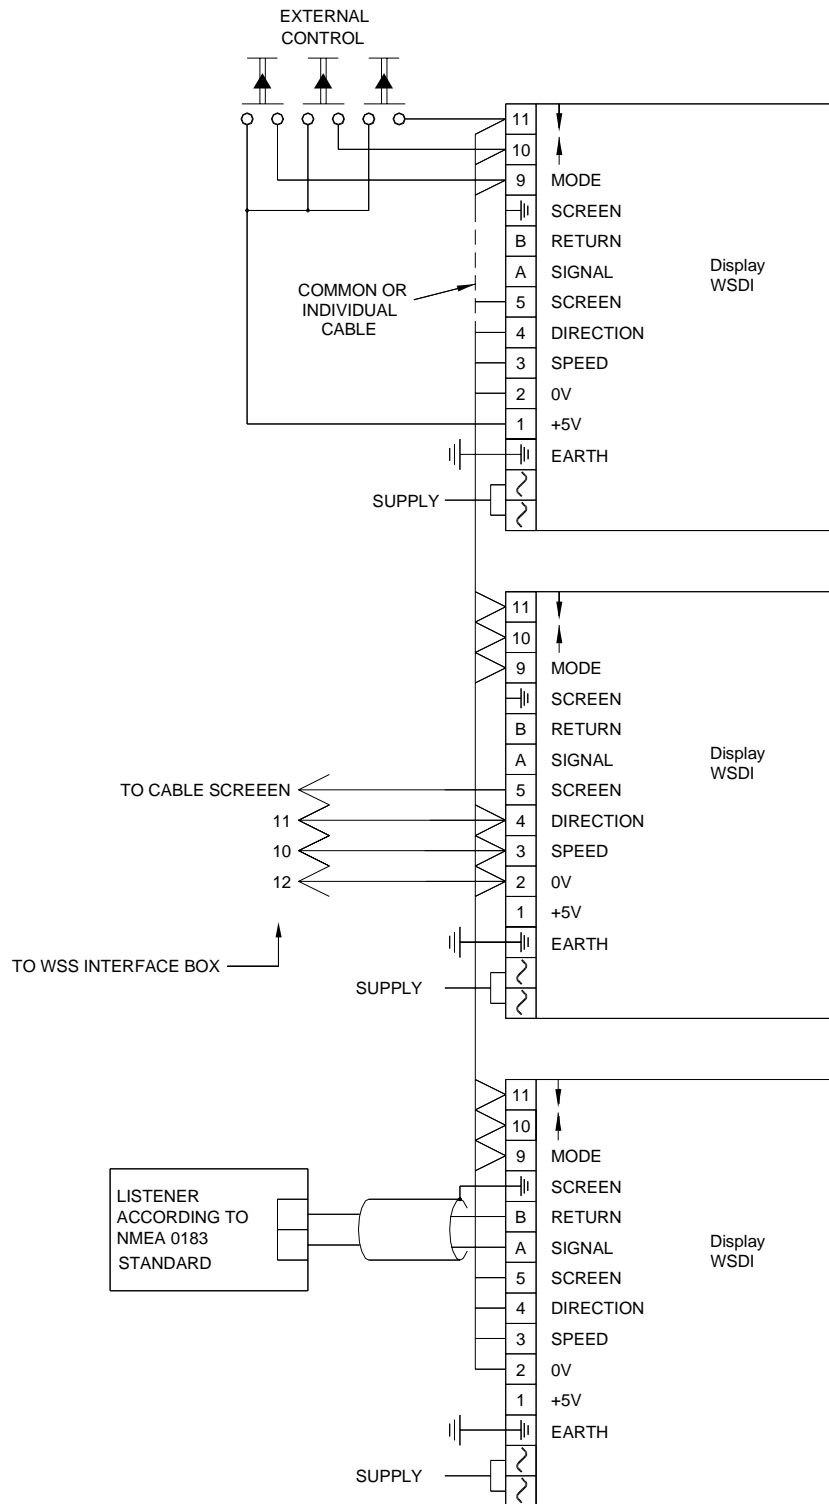 EXTERNAL
CONTROL
11
10
9 MODE
SCREEN
B RETURN
A SIGNAL
5 SCREEN
4 DIRECTION
3 SPEED
2 0V
1 +5V
EARTH
Display
WSDI
COMMON OR
INDIVIDUAL
CABLE
SUPPLY
11
10
9 MODE
SCREEN
B RETURN
A SIGNAL
5 SCREEN
4 DIRECTION
3 SPEED
2 0V
1 +5V
EARTH
Display
WSDI
TO CABLE SCREEEN
11
10
12
TO WSS INTERFACE BOX
SUPPLY
11
10
9 MODE
SCREEN
B RETURN
A SIGNAL
5 SCREEN
4 DIRECTION
3 SPEED
2 0V
1 +5V
EARTH
Display
WSDI
LISTENER
ACCORDING TO
NMEA 0183
STANDARD
SUPPLY